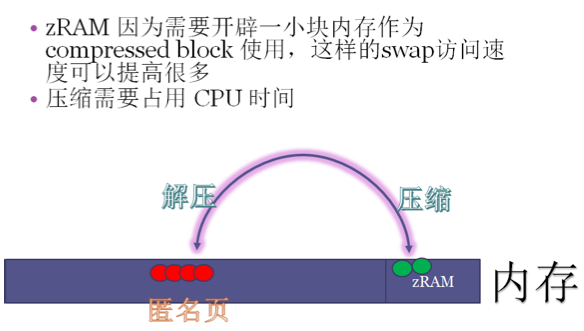 • zRAM 因为需要开辟一小块内存作为
compressed block 使用，这样的swap访问速
度可以提高很多
• 压缩需要占用 CPU 时间
解压
压缩
zRAM
内存
匿名页